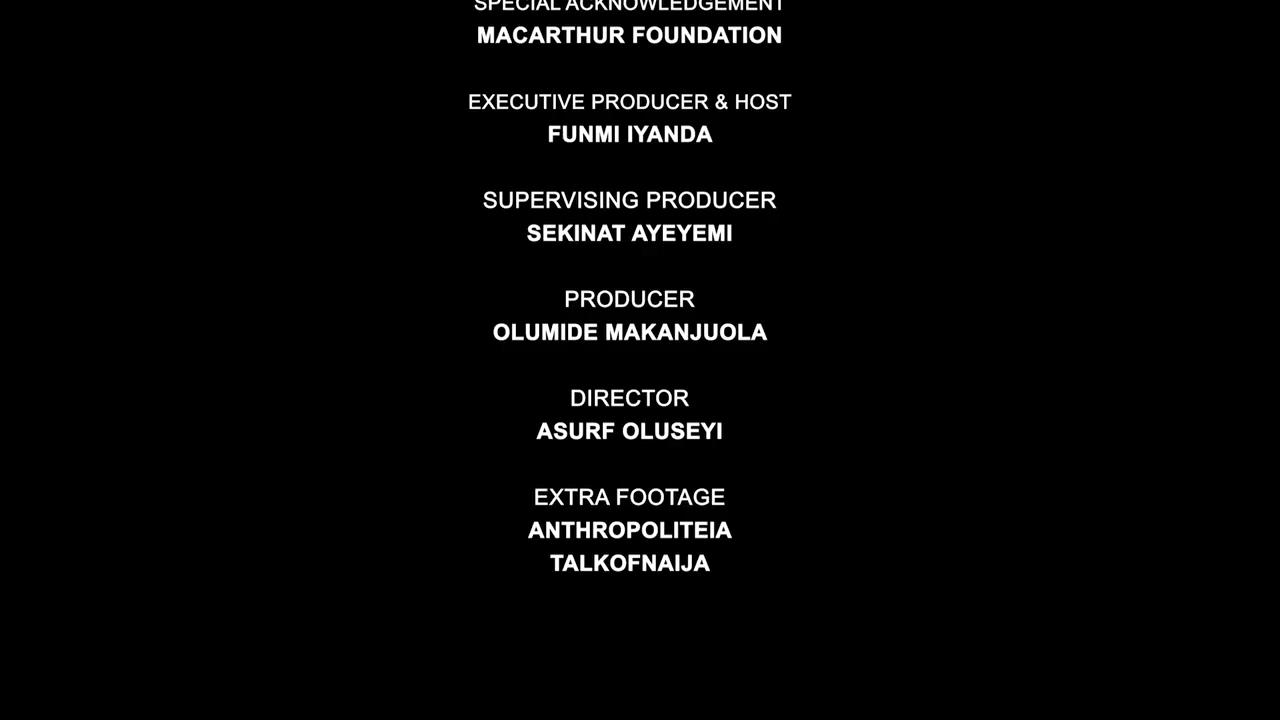 SPECIAL ACKNOWLEDGEMENT
MACARTHUR FOUNDATION
EXECUTIVE PRODUCER & HOST
FUNMI IYANDA
SUPERVISING PRODUCER
SEKINAT AYEYEMI
PRODUCER
OLUMIDE MAKANJUOLA
DIRECTOR
ASURF OLUSEYI
EXTRA FOOTAGE
ANTHROPOLITEIA
TALKOFNAIJA